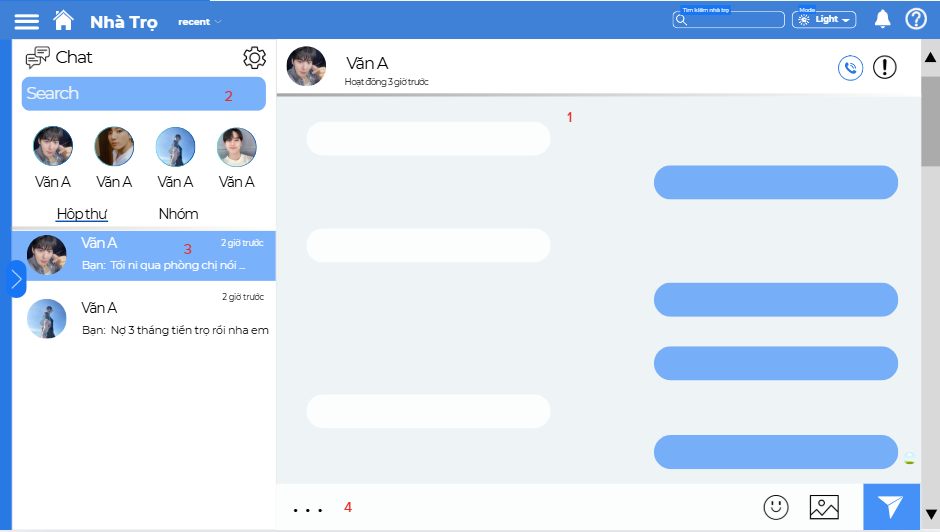 Nhà Trọ
recent
Tìm kiếm nhà trọ
Mode
Light
Chat
Search
2
Văn A
Văn A
Văn A
Văn A
Hộp thư
Nhóm
Văn A
3
2 giờ trước
Bạn: Tối ni qua phòng chị nói ...
2 giờ trước
Văn A
Bạn: Nợ 3 tháng tiền trọ rồi nha em
Văn A
Hoạt động 3 giờ trước
1
...
4